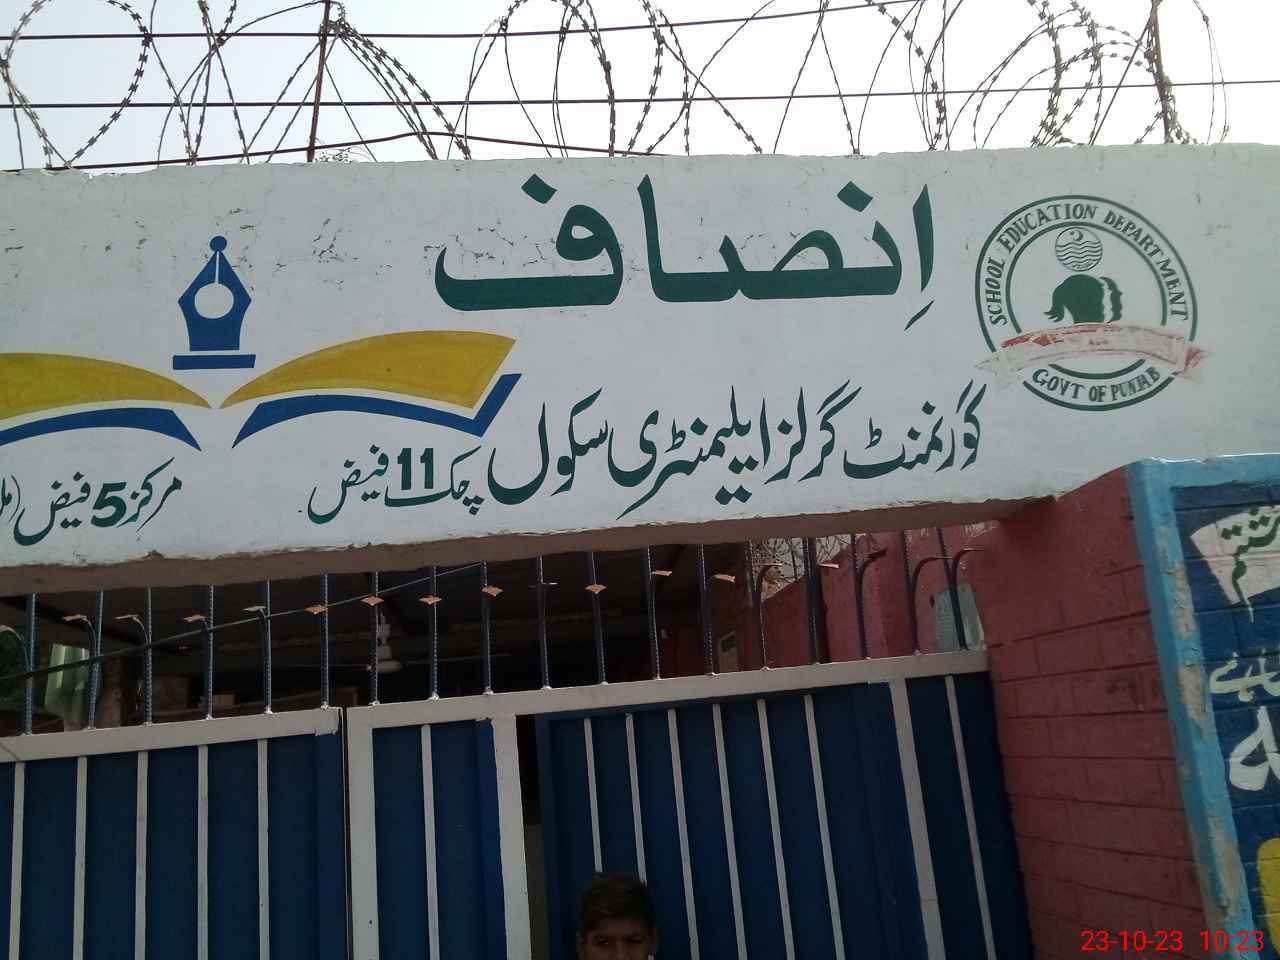 اِنصاف
SCHOOL EDUCATION DEPARTMENT
GOVT OF PUNJAB
گورنمنٹ گرلز ایلیمنٹری سکول چک 11 فیض
مرکز 5 فیض
23-10-23 10:23